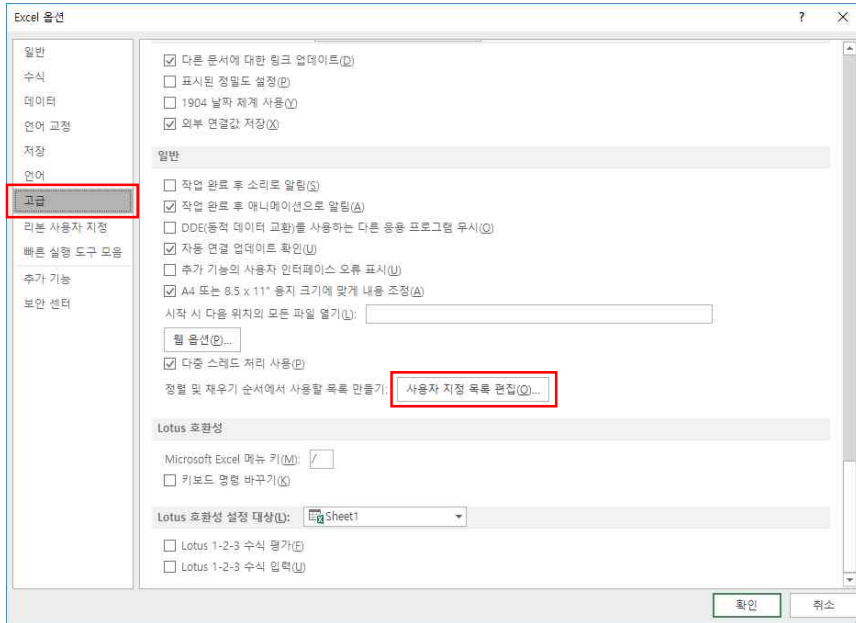 Excel 옵션
?
일반
수식
데이터
언어 교정
저장
언어
고급
리본 사용자 지정
빠른 실행 도구 모음
추가 기능
보안 센터
다른 문서에 대한 링크 업데이트(D)
표시된 정밀도 설정(P)
1904 날짜 체계 사용(Y)
외부 연결값 저장(X)
일반
작업 완료 후 소리로 알림(S)
작업 완료 후 애니메이션으로 알림(A)
DDE(동적 데이터 교환)를 사용하는 다른 응용 프로그램 무시(O)
자동 연결 업데이트 확인(U)
추가 기능의 사용자 인터페이스 오류 표시(U)
A4 또는 8.5 x 11" 용지 크기에 맞게 내용 조정(A)
시작 시 다음 위치의 모든 파일 열기(L):
웹 옵션(P)...
다중 스레드 처리 사용(P)
정렬 및 채우기 순서에서 사용할 목록 만들기: 사용자 지정 목록 편집(O)...
Lotus 호환성
Microsoft Excel 메뉴 키(M): /
키보드 명령 바꾸기(K)
Lotus 호환성 설정 대상(L): Sheet1
Lotus 1-2-3 수식 평가(F)
Lotus 1-2-3 수식 입력(U)
확인
취소